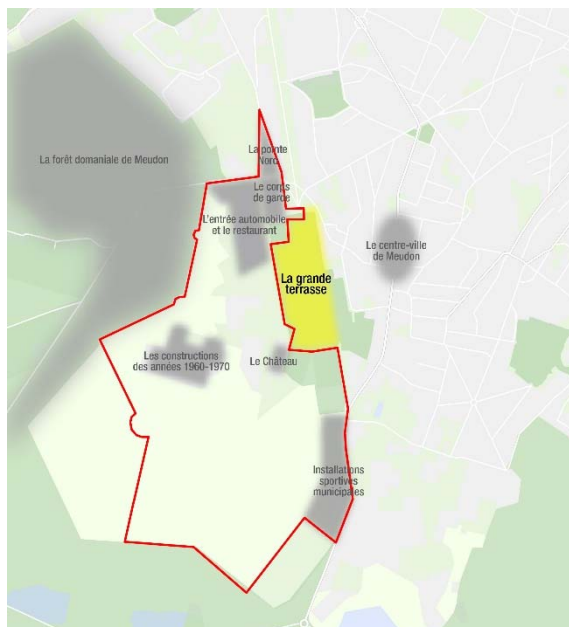 La pointe
Nord
La forêt domaniale de Meudon
Le corps
de garde
L'entrée automobile
et le restaurant
Le centre-ville
de Meudon
La grande
terrasse
Les constructions
des années 1960-1970
Le Château
Installations
sportives
municipales